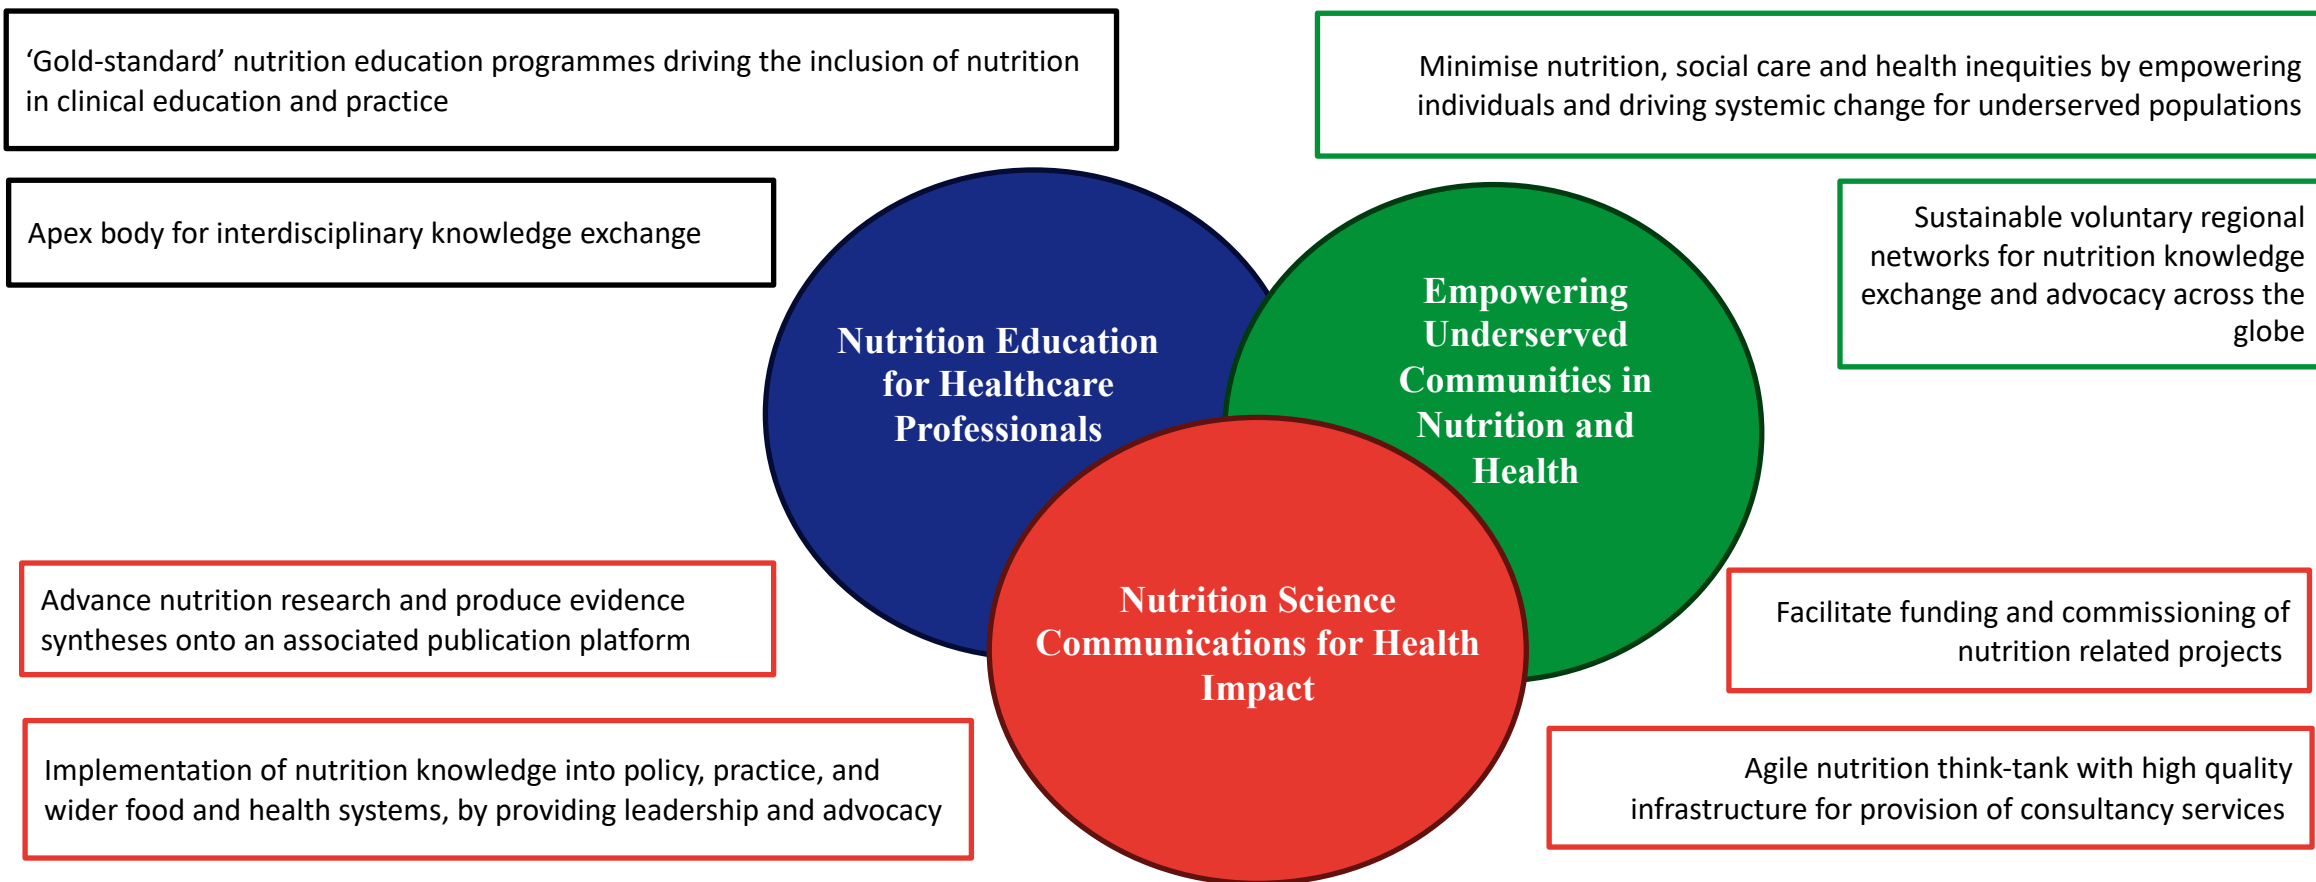 ‘Gold-standard’ nutrition education programmes driving the inclusion of nutrition
in clinical education and practice
Minimise nutrition, social care and health inequities by empowering
individuals and driving systemic change for underserved populations
Apex body for interdisciplinary knowledge exchange
Sustainable voluntary regional
networks for nutrition knowledge
exchange and advocacy across the
globe
Nutrition Education
for Healthcare
Professionals
Empowering
Underserved
Communities in
Nutrition and
Health
Nutrition Science
Communications for Health
Impact
Advance nutrition research and produce evidence
syntheses onto an associated publication platform
Facilitate funding and commissioning of
nutrition related projects
Implementation of nutrition knowledge into policy, practice, and
wider food and health systems, by providing leadership and advocacy
Agile nutrition think-tank with high quality
infrastructure for provision of consultancy services